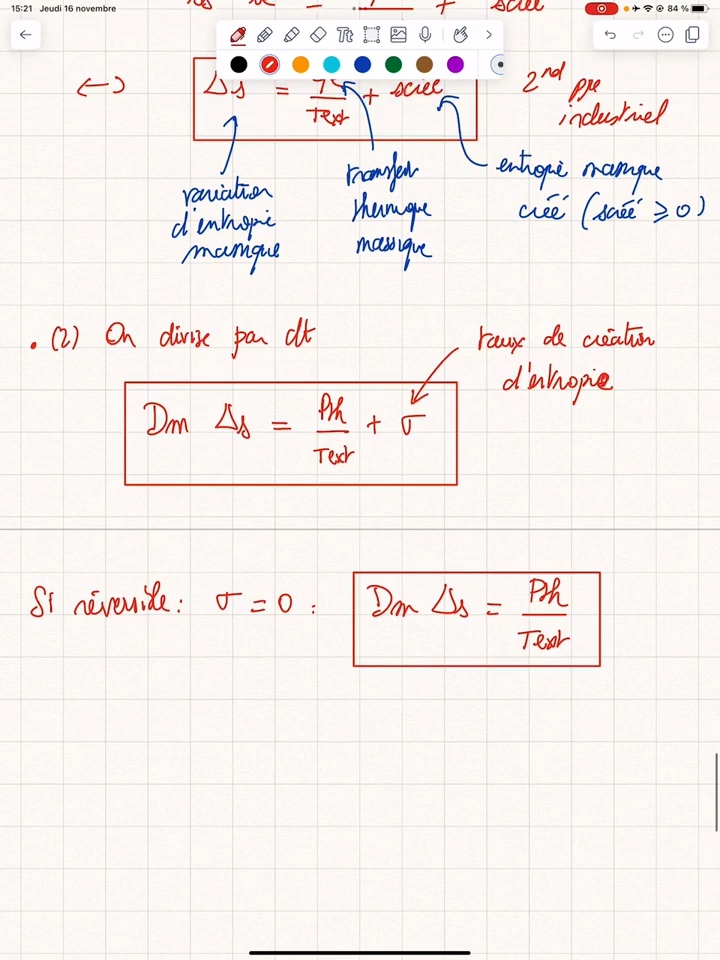 15:21 Jeudi 16 novembre
84 %
Tt
↔ Δs = / Text + scréé
2nd ppe
industriel
variation
d'entropie
massique
transfert
thermique
massique
entropie massique
créé (scréé ⩾ 0)
• (2) On divise par dt
taux de création
d'entropie
Dm Δs = Pth / Text + σ
Si réversible : σ = 0 : Dm Δs = Pth / Text